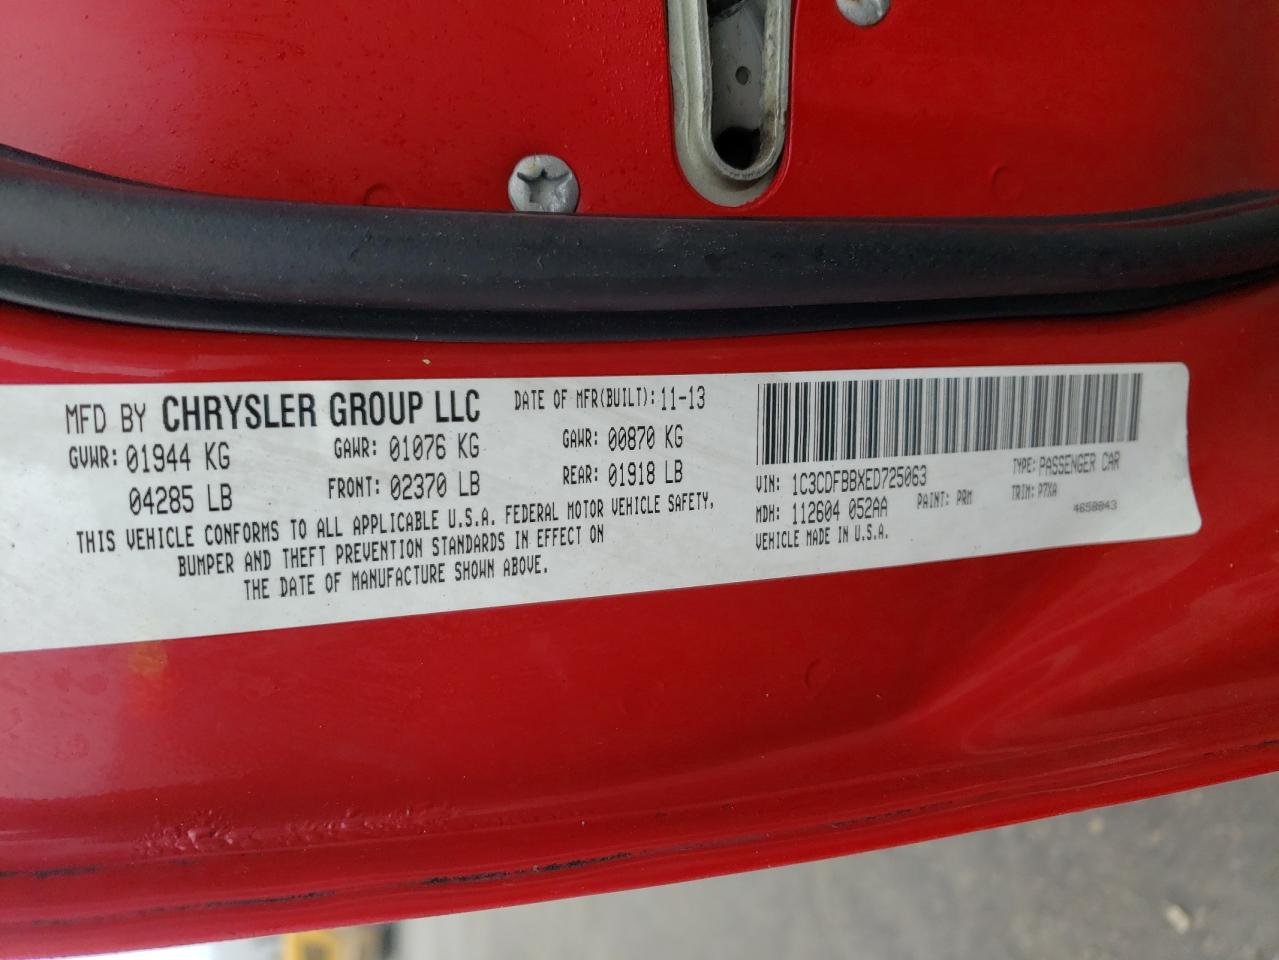 MFD BY CHRYSLER GROUP LLC DATE OF MFR(BUILT): 11-13
GVWR: 01944 KG GAWR: 01076 KG GAWR: 00870 KG
04285 LB FRONT: 02370 LB REAR: 01918 LB
THIS VEHICLE CONFORMS TO ALL APPLICABLE U.S.A. FEDERAL MOTOR VEHICLE SAFETY,
BUMPER AND THEFT PREVENTION STANDARDS IN EFFECT ON
THE DATE OF MANUFACTURE SHOWN ABOVE.
VIN: 1C3CDFBBXED725063 TYPE: PASSENGER CAR
MDH: 112604 052AA PAINT: PRM TRIM: P7XA
VEHICLE MADE IN U.S.A. 4658843